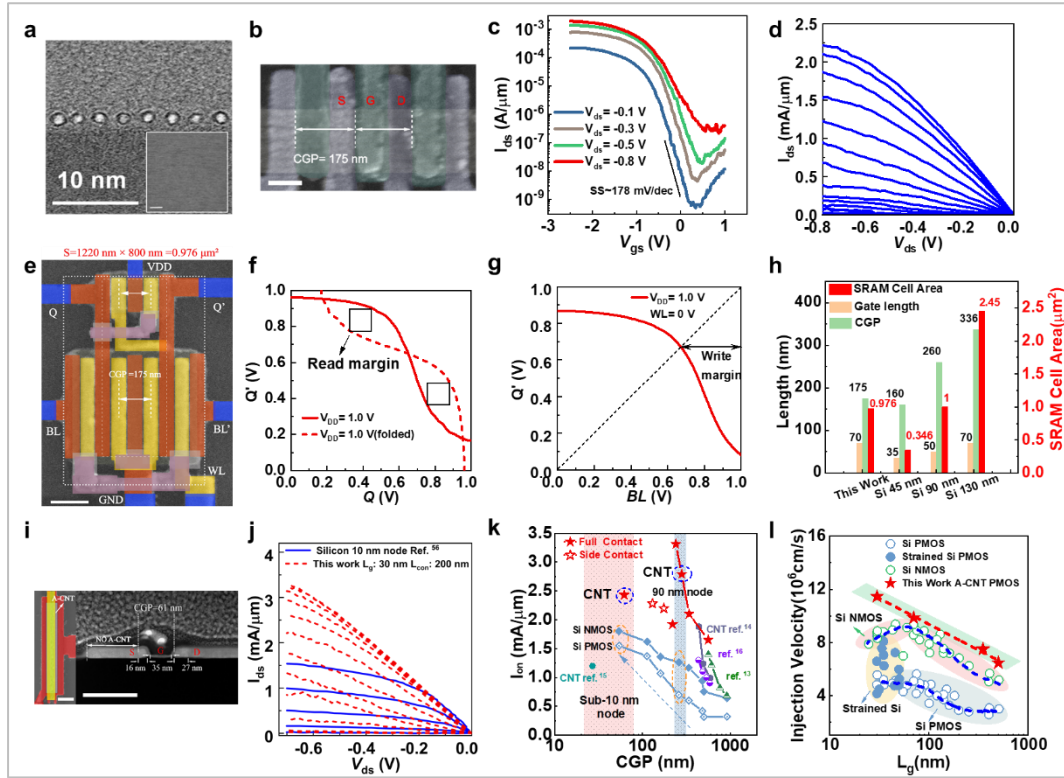 a
10 nm
b
S G D
CGP= 175 nm
c
10⁻³
10⁻⁴
10⁻⁵
10⁻⁶
10⁻⁷
10⁻⁸
10⁻⁹
I_ds (A/μm)
V_ds= -0.1 V
V_ds= -0.3 V
V_ds= -0.5 V
V_ds= -0.8 V
SS~178 mV/dec
-3 -2 -1 0 1
V_gs (V)
d
2.5
2.0
1.5
1.0
0.5
0.0
I_ds (mA/μm)
-0.8 -0.6 -0.4 -0.2 0.0
V_ds (V)
e
S=1220 nm × 800 nm =0.976 μm²
VDD
Q Q'
CGP =175 nm
BL BL'
WL
GND
f
1.0
0.8
0.6
0.4
0.2
0.0
Q' (V)
Read margin
V_DD= 1.0 V
V_DD= 1.0 V(folded)
0.0 0.2 0.4 0.6 0.8 1.0
Q (V)
g
1.0
0.8
0.6
0.4
0.2
0.0
Q' (V)
V_DD= 1.0 V
WL= 0 V
Write
margin
0.0 0.2 0.4 0.6 0.8 1.0
BL (V)
h
SRAM Cell Area
Gate length
CGP
400
300
200
100
0
Length (nm)
175 160 260 336
70 35 50 70
0.976 0.346 1 2.45
2.5
2.0
1.5
1.0
0.5
0.0
SRAM Cell Area(μm²)
This Work Si 45 nm Si 90 nm Si 130 nm
i
A-CNT
CGP=61 nm
NO A-CNT
S G D
16 nm 35 nm 27 nm
j
Silicon 10 nm node Ref. 56
This work L_g: 30 nm L_con: 200 nm
4
3
2
1
0
I_ds (mA/μm)
-0.6 -0.4 -0.2 0.0
V_ds (V)
k
3.5
3.0
2.5
2.0
1.5
1.0
0.5
0.0
I_on (mA/μm)
Full Contact
Side Contact
CNT
CNT
90 nm node
Si NMOS
Si PMOS
CNT ref.¹⁴
ref. ¹⁶
ref. ¹³
CNT ref. ¹⁵
Sub-10 nm
node
10 100 1000
CGP (nm)
l
Si PMOS
Strained Si PMOS
Si NMOS
This Work A-CNT PMOS
16
12
8
4
0
Injection Velocity(10⁶cm/s)
Si NMOS
Strained Si
Si PMOS
10 100 1000
L_g(nm)